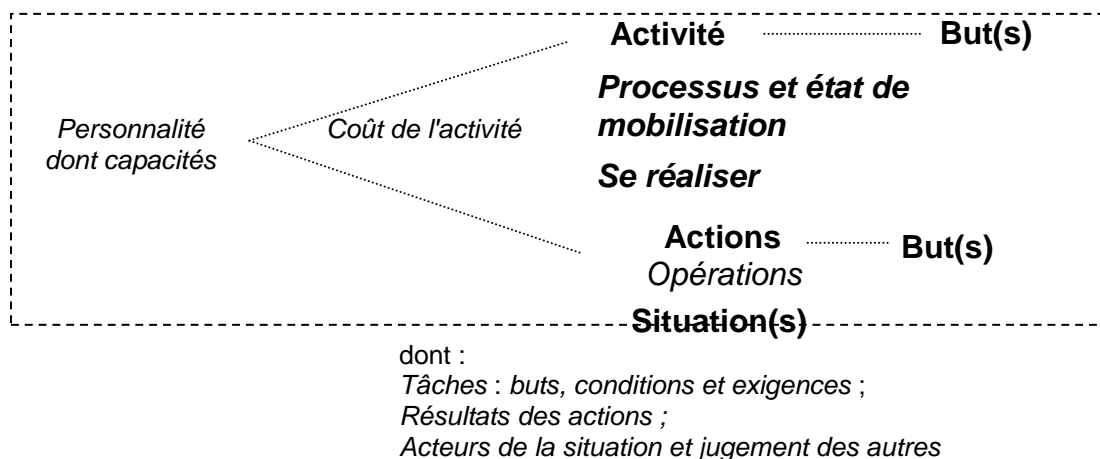 Activité But(s)
Processus et état de
mobilisation
Personnalité
dont capacités
Coût de l'activité
Se réaliser
Actions But(s)
Opérations
Situation(s)
dont :
Tâches : buts, conditions et exigences ;
Résultats des actions ;
Acteurs de la situation et jugement des autres